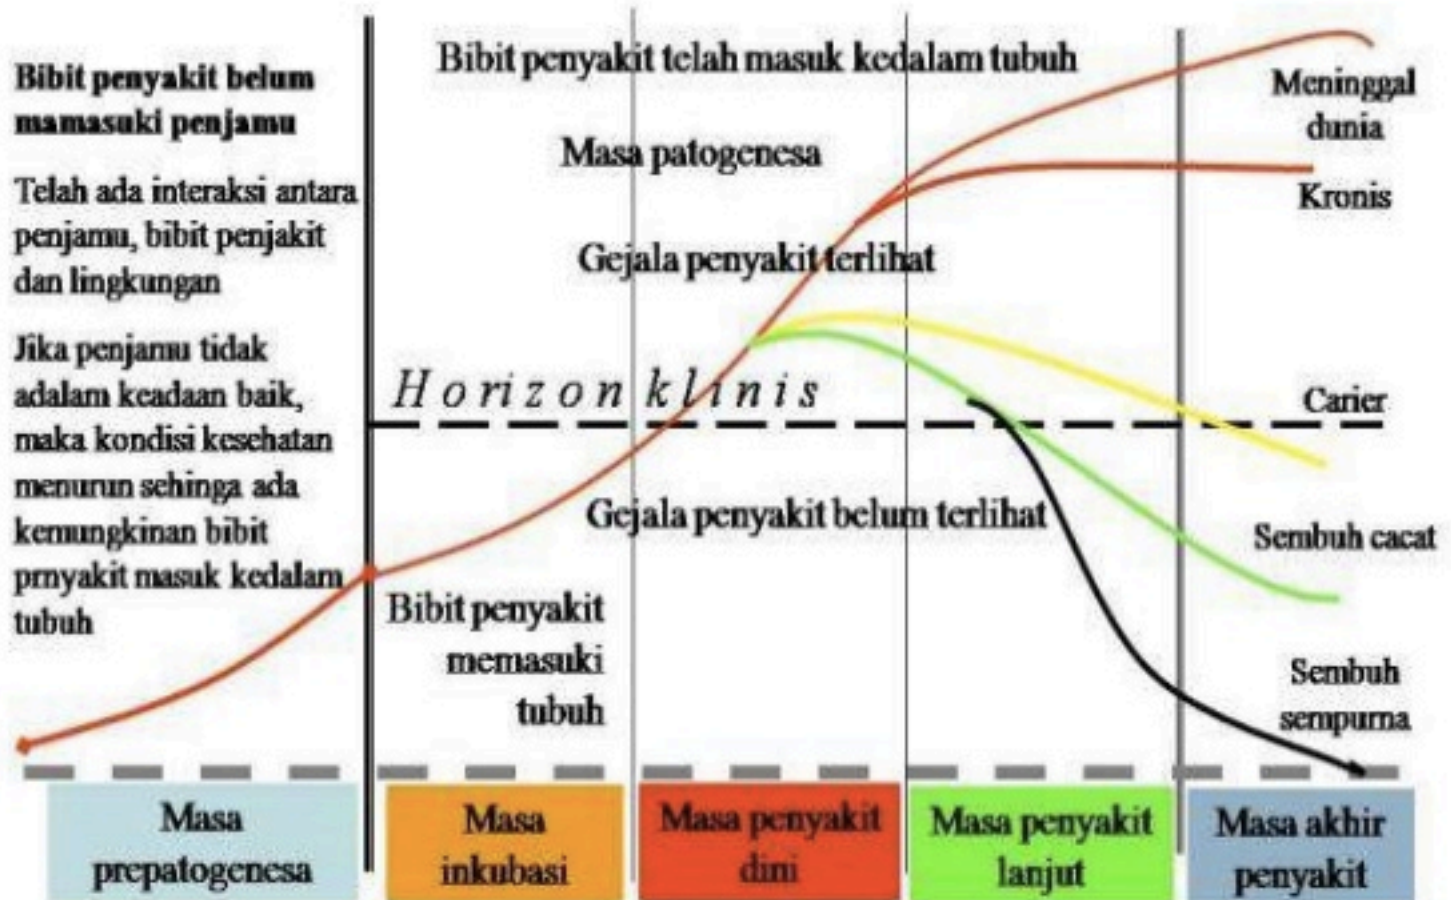 Bibit penyakit belum
mamasuki penjamu
Telah ada interaksi antara
penjamu, bibit penjakit
dan lingkungan
Jika penjamu tidak
adalam keadaan baik,
maka kondisi kesehatan
menurun sehinga ada
kemungkinan bibit
prnyakit masuk kedalam
tubuh
Bibit penyakit telah masuk kedalam tubuh
Masa patogenesa
Gejala penyakit terlihat
Horizon klinis
Gejala penyakit belum terlihat
Bibit penyakit
memasuki
tubuh
Meninggal
dunia
Kronis
Carier
Sembuh cacat
Sembuh
sempurna
Masa
prepatogenesa
Masa
inkubasi
Masa penyakit
dini
Masa penyakit
lanjut
Masa akhir
penyakit